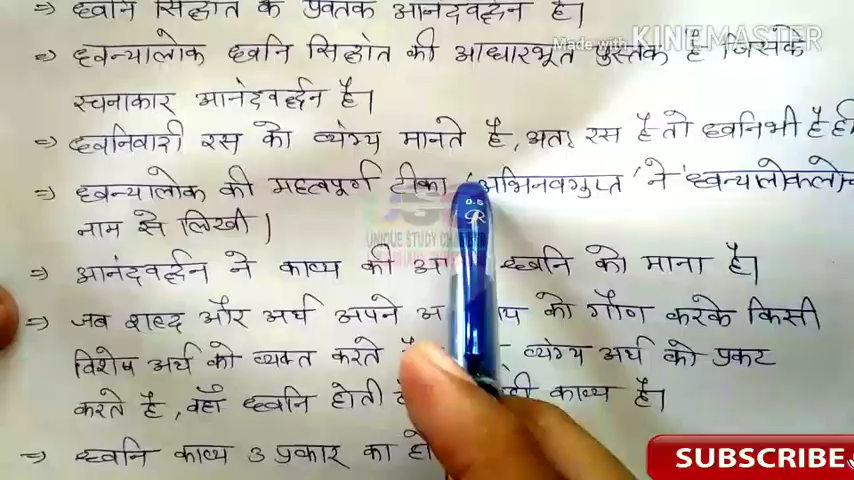 ⇒ ध्वनि सिद्धांत के प्रवर्तक आनंदवर्द्धन है।
Made with KINEMASTER
⇒ ध्वन्यालोक ध्वनि सिद्धांत की आधारभूत पुस्तक है जिसके
रचनाकार आनंदवर्द्धन है।
⇒ ध्वनिवादी रस को व्यंग्य मानते है, अतः रस है तो ध्वनि भी है ही
⇒ ध्वन्यालोक की महत्वपूर्ण टीका 'अभिनवगुप्त' ने 'ध्वन्यालोकलोच
नाम से लिखी।
UNIQUE STUDY
⇒ आनंदवर्द्धन ने काव्य की ध्वनि को माना है।
⇒ जब शब्द और अर्थ अपने को गौण करके किसी
विशेष अर्थ को व्यक्त करते व्यंग्य अर्थ को प्रकट
करते है, वहाँ ध्वनि होती काव्य है।
⇒ ध्वनि काव्य 3 प्रकार का
0.5
SUBSCRIBE